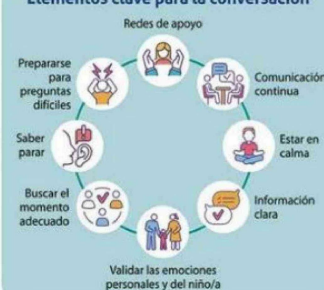 Elementos clave para la conversación
Redes de apoyo
Prepararse
para
preguntas
difíciles
Comunicación
continua
Saber
parar
Estar en
calma
Buscar el
momento
adecuado
Información
clara
Validar las emociones
personales y del niño/a